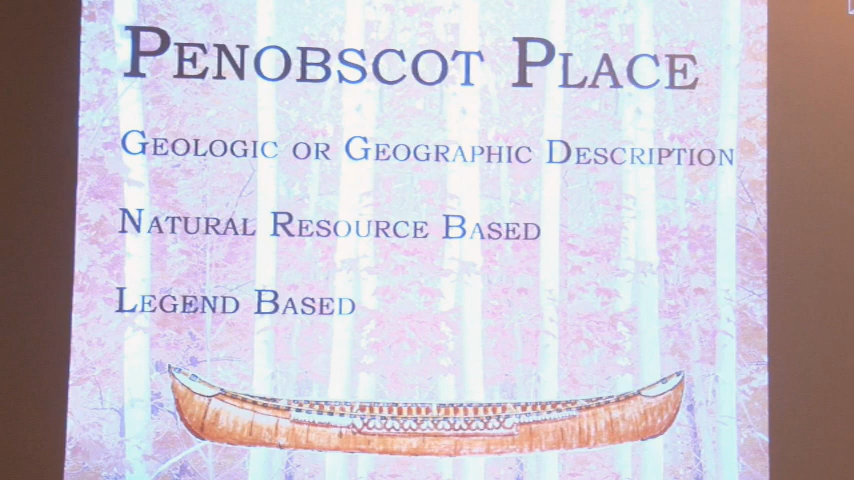 Penobscot Place
Geologic or Geographic Description
Natural Resource Based
Legend Based